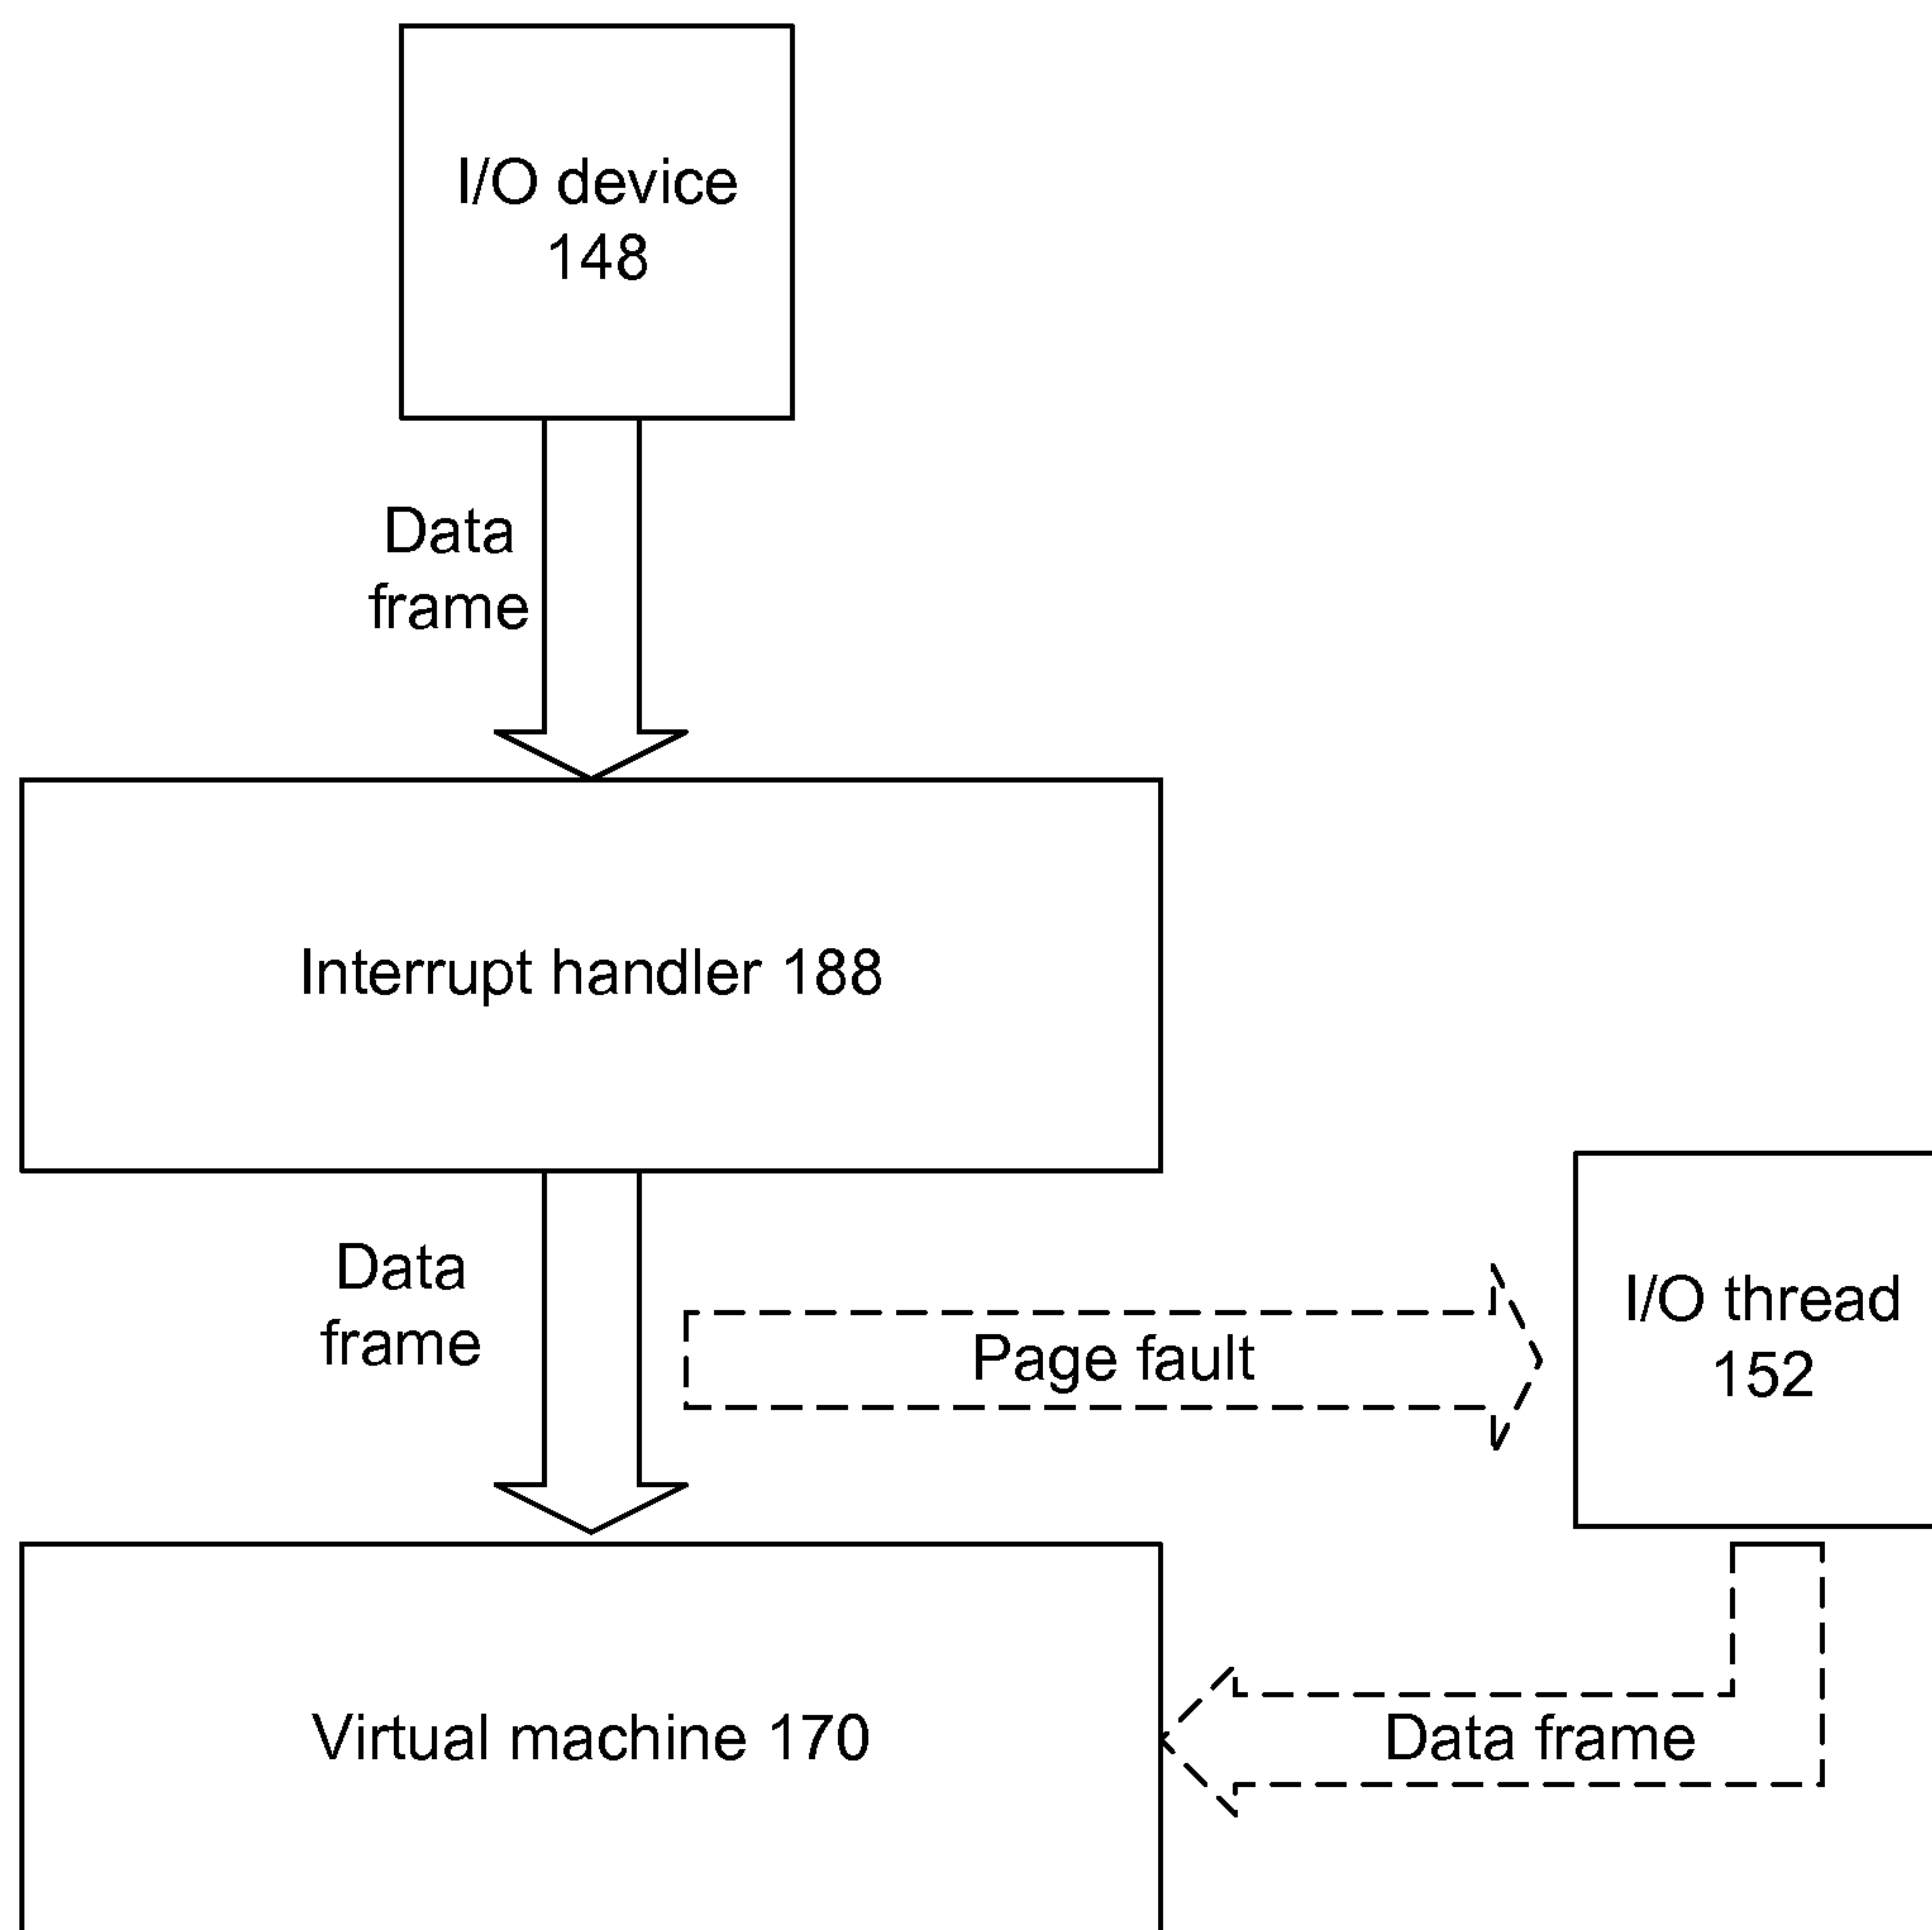 I/O device
148
Data
frame
Interrupt handler 188
Data
frame
Page fault
I/O thread
152
Virtual machine 170
Data frame